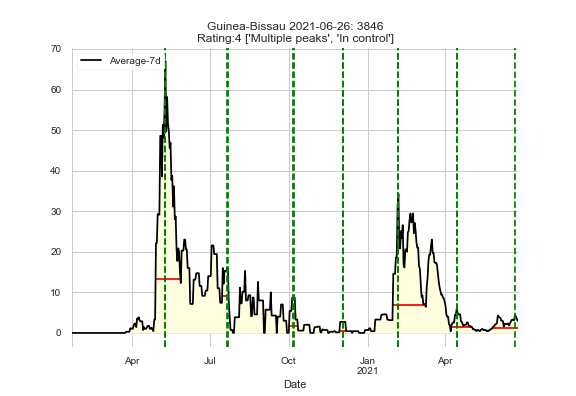 Guinea-Bissau 2021-06-26: 3846
Rating:4 ['Multiple peaks', 'In control']
Average-7d
70
60
50
40
30
20
10
0
Apr
Jul
Oct
Jan
2021
Apr
Date